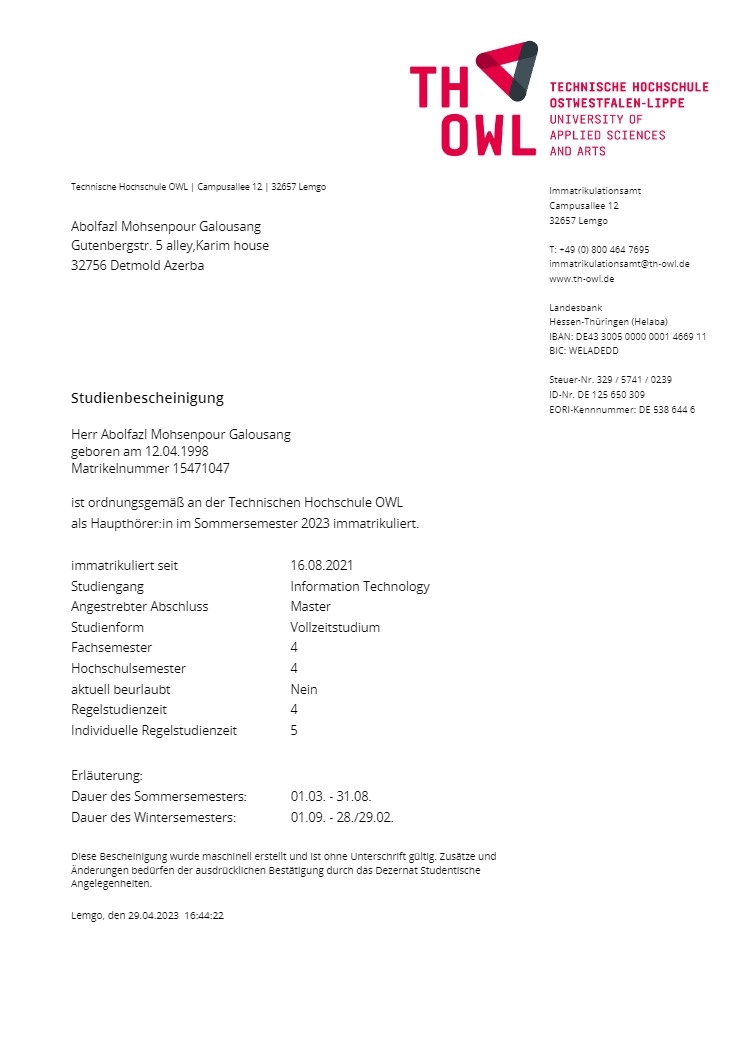 TH
OWL
TECHNISCHE HOCHSCHULE
OSTWESTFALEN-LIPPE
UNIVERSITY OF
APPLIED SCIENCES
AND ARTS
Technische Hochschule OWL | Campusallee 12 | 32657 Lemgo
Abolfazl Mohsenpour Galousang
Gutenbergstr. 5 alley,Karim house
32756 Detmold Azerba
Immatrikulationsamt
Campusallee 12
32657 Lemgo
T: +49 (0) 800 464 7695
immatrikulationsamt@th-owl.de
www.th-owl.de
Landesbank
Hessen-Thüringen (Helaba)
IBAN: DE43 3005 0000 0001 4669 11
BIC: WELADEDD
Steuer-Nr. 329 / 5741 / 0239
ID-Nr. DE 125 650 309
EORI-Kennnummer: DE 538 644 6
Studienbescheinigung
Herr Abolfazl Mohsenpour Galousang
geboren am 12.04.1998
Matrikelnummer 15471047
ist ordnungsgemäß an der Technischen Hochschule OWL
als Haupthörer:in im Sommersemester 2023 immatrikuliert.
immatrikuliert seit 16.08.2021
Studiengang Information Technology
Angestrebter Abschluss Master
Studienform Vollzeitstudium
Fachsemester 4
Hochschulsemester 4
aktuell beurlaubt Nein
Regelstudienzeit 4
Individuelle Regelstudienzeit 5
Erläuterung:
Dauer des Sommersemesters: 01.03. - 31.08.
Dauer des Wintersemesters: 01.09. - 28./29.02.
Diese Bescheinigung wurde maschinell erstellt und ist ohne Unterschrift gültig. Zusätze und
Änderungen bedürfen der ausdrücklichen Bestätigung durch das Dezernat Studentische
Angelegenheiten.
Lemgo, den 29.04.2023 16:44:22